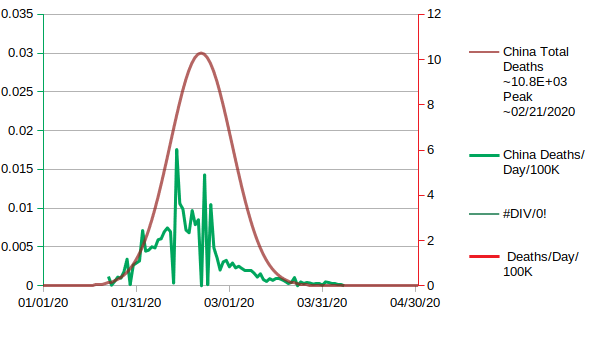 0.035
0.03
0.025
0.02
0.015
0.01
0.005
0
12
10
8
6
4
2
0
01/01/20 01/31/20 03/01/20 03/31/20 04/30/20
China Total
Deaths
~10.8E+03
Peak
~02/21/2020
China Deaths/
Day/100K
#DIV/0!
Deaths/Day/
100K